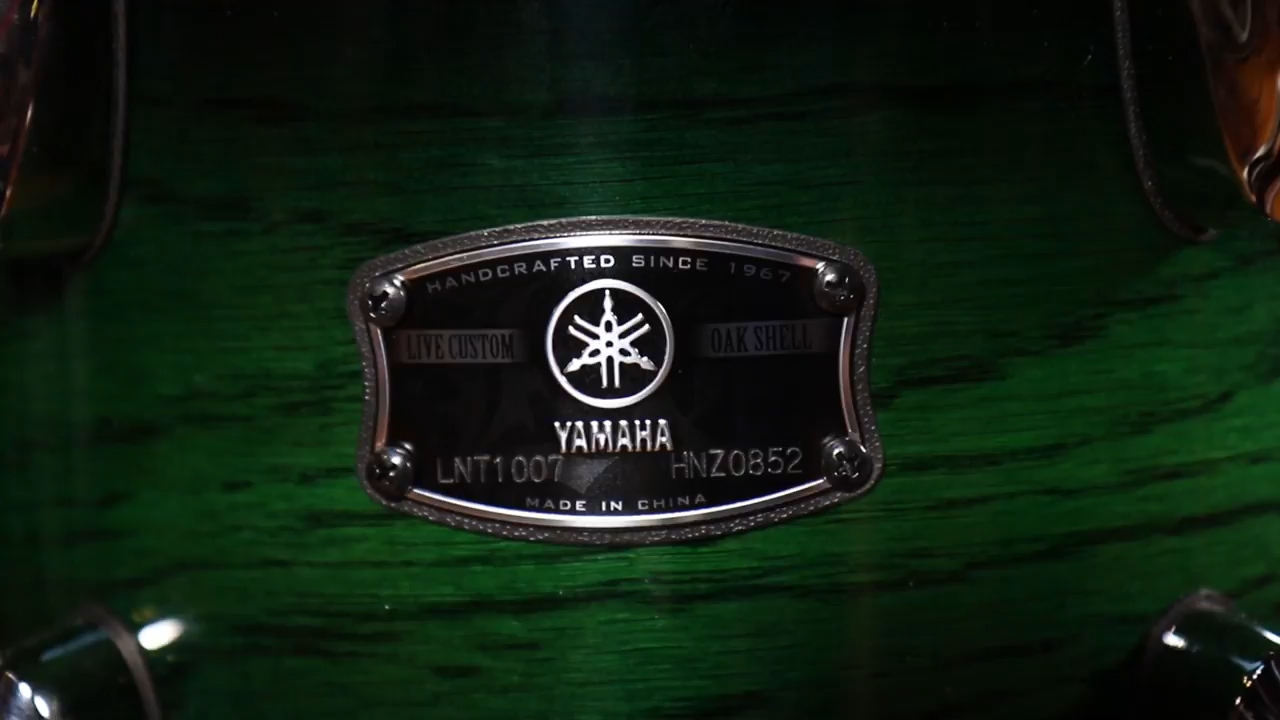 HANDCRAFTED SINCE 1967
LIVE CUSTOM OAK SHELL
YAMAHA
LNT1007 HNZ0852
MADE IN CHINA